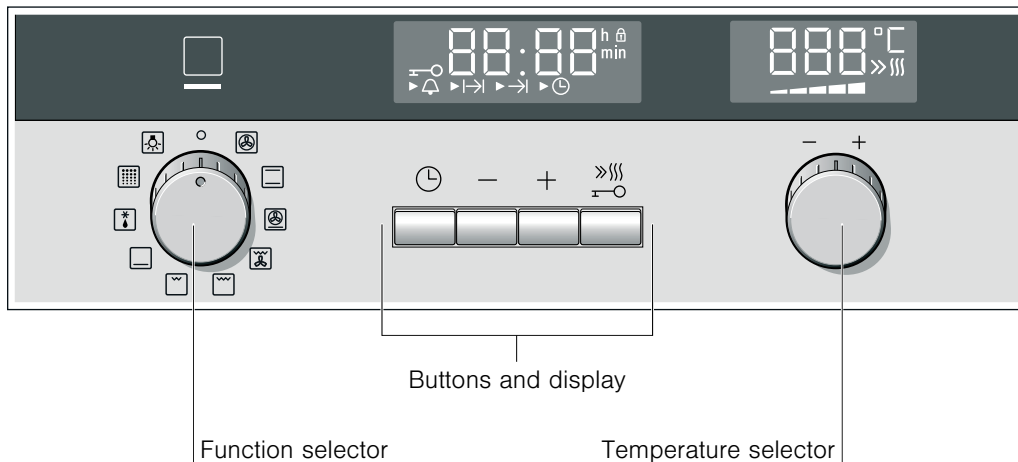 88:88 h
min
888 °C
− +
− +
Buttons and display
Function selector Temperature selector